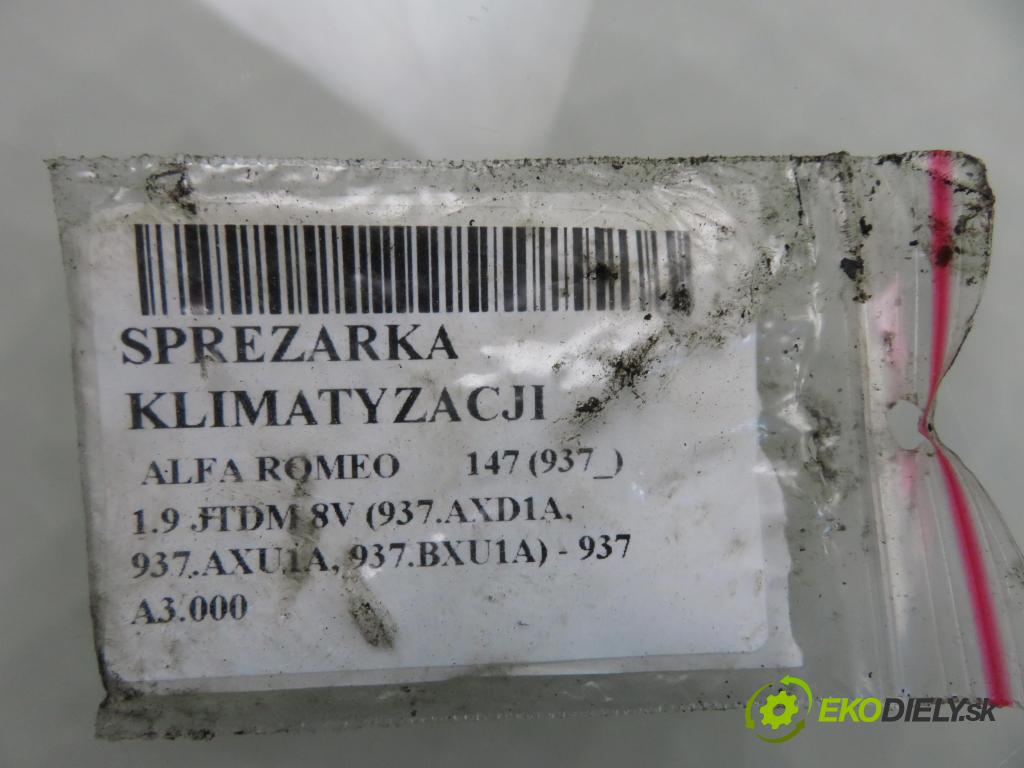 SPREZARKA
KLIMATYZACJI
ALFA ROMEO 147 (937_)
1.9 JTDM 8V (937.AXD1A,
937.AXU1A, 937.BXU1A) - 937
A3.000
EKODIELY.sk